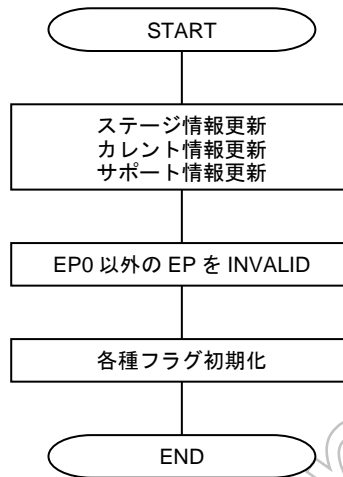 START
ステージ情報更新
カレント情報更新
サポート情報更新
EP0 以外の EP を INVALID
各種フラグ初期化
END